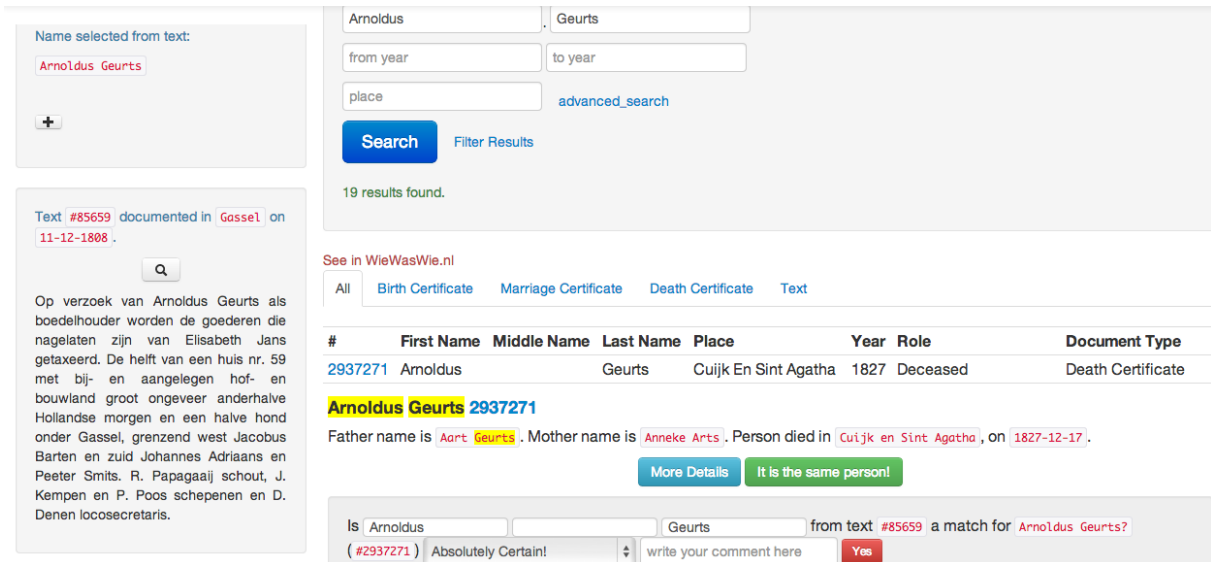 Name selected from text:
Arnoldus Geurts
+
Text #85659 documented in Gassel on
11-12-1808 .
Op verzoek van Arnoldus Geurts als
boedelhouder worden de goederen die
nagelaten zijn van Elisabeth Jans
getaxeerd. De helft van een huis nr. 59
met bij- en aangelegen hof- en
bouwland groot ongeveer anderhalve
Hollandse morgen en een halve hond
onder Gassel, grenzend west Jacobus
Barten en zuid Johannes Adriaans en
Peeter Smits. R. Papagaaij schout, J.
Kempen en P. Poos schepenen en D.
Denen locosecretaris.
Arnoldus . Geurts
from year to year
place advanced_search
Search Filter Results
19 results found.
See in WieWasWie.nl
All Birth Certificate Marriage Certificate Death Certificate Text
# First Name Middle Name Last Name Place Year Role Document Type
2937271 Arnoldus Geurts Cuijk En Sint Agatha 1827 Deceased Death Certificate
Arnoldus Geurts 2937271
Father name is Aart Geurts . Mother name is Anneke Arts . Person died in Cuijk en Sint Agatha , on 1827-12-17 .
More Details It is the same person!
Is Arnoldus Geurts from text #85659 a match for Arnoldus Geurts?
( #2937271 ) Absolutely Certain! write your comment here Yes